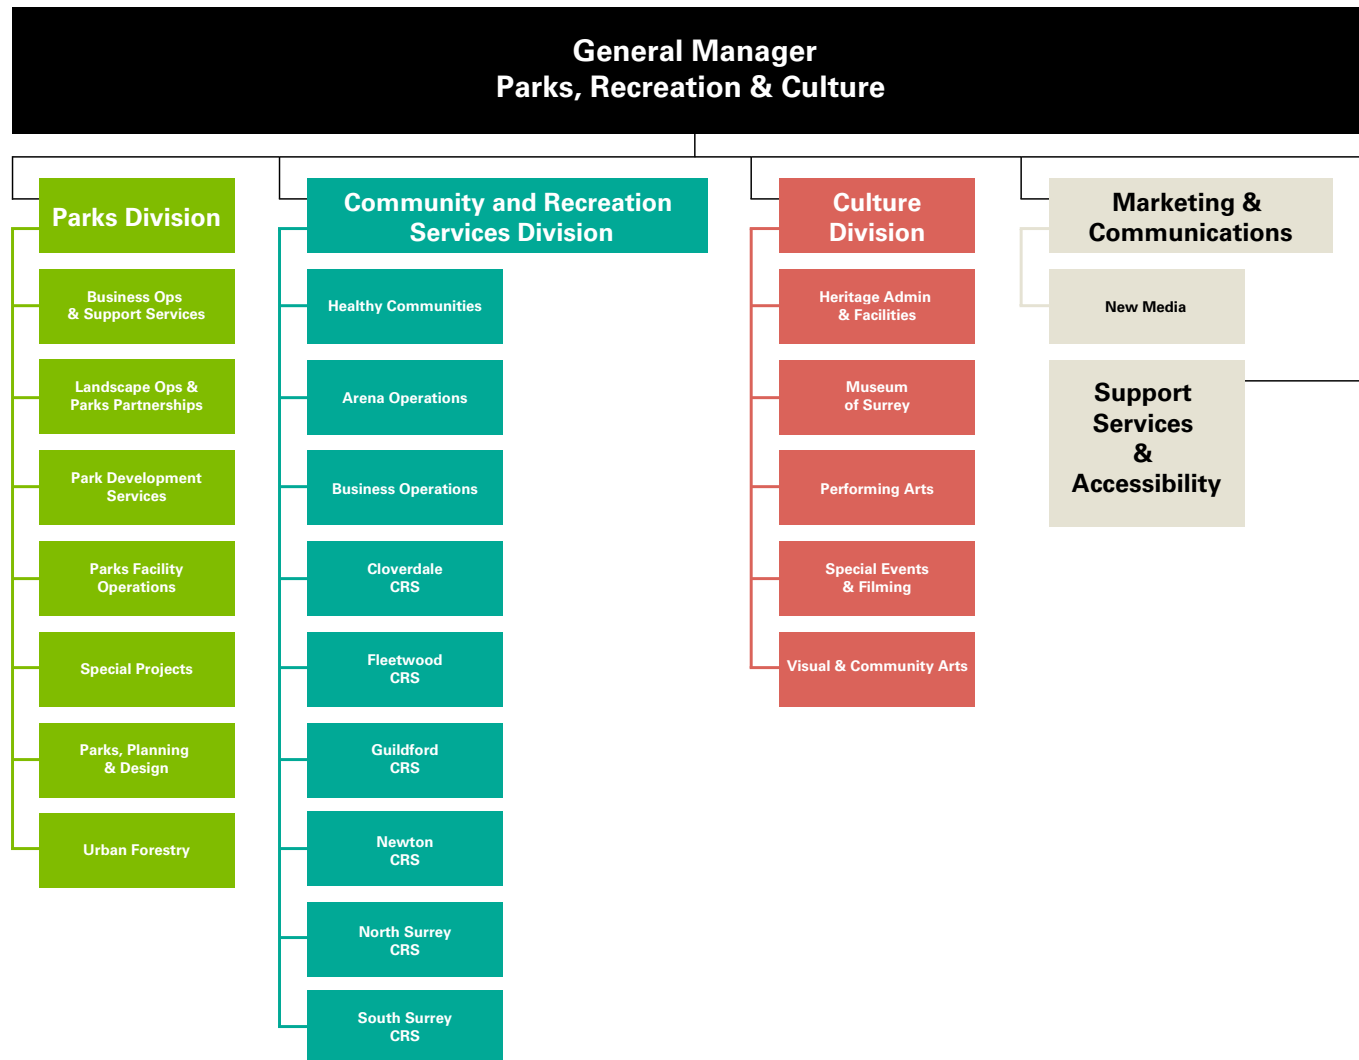 General Manager
Parks, Recreation & Culture
Parks Division
Business Ops
& Support Services
Landscape Ops &
Parks Partnerships
Park Development
Services
Parks Facility
Operations
Special Projects
Parks, Planning
& Design
Urban Forestry
Community and Recreation
Services Division
Healthy Communities
Arena Operations
Business Operations
Cloverdale
CRS
Fleetwood
CRS
Guildford
CRS
Newton
CRS
North Surrey
CRS
South Surrey
CRS
Culture
Division
Heritage Admin
& Facilities
Museum
of Surrey
Performing Arts
Special Events
& Filming
Visual & Community Arts
Marketing &
Communications
New Media
Support
Services
&
Accessibility